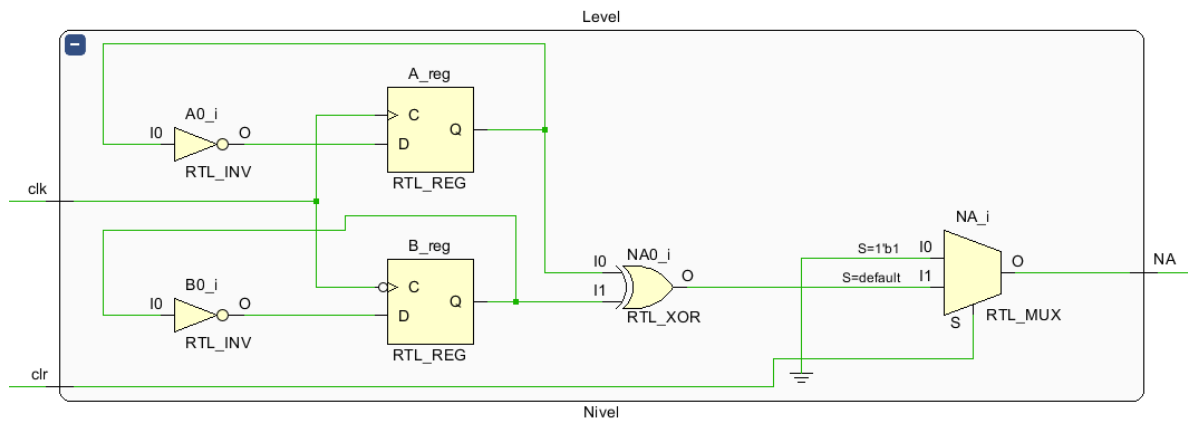 Level
A_reg
A0_i
C
I0
O
Q
D
RTL_INV
RTL_REG
clk
NA_i
B_reg
I0
NA0_i
S=1'b1
I0
O
NA
B0_i
O
S=default
I1
C
I1
I0
O
Q
RTL_XOR
S
RTL_MUX
D
RTL_INV
RTL_REG
clr
Nivel